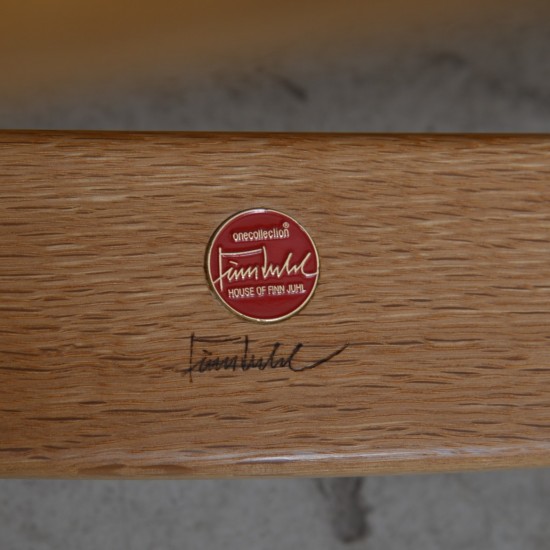 onecollection®
Finn Juhl
HOUSE OF FINN JUHL
Finn Juhl